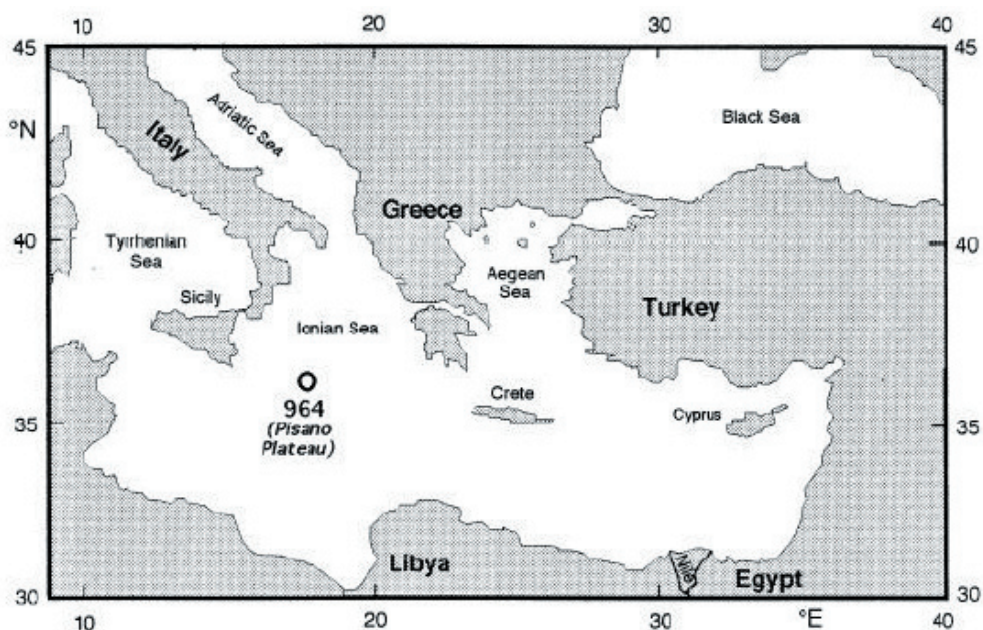 10 20 30 40
45 45
°N
Adriatic Sea
Black Sea
Italy
Greece
40 40
Tyrrhenian
Sea
Aegean
Sea
Sicily
Turkey
Ionian Sea
964
(Pisano
Plateau)
Crete
Cyprus
35 35
Libya
Nile
Egypt
30 30
10 20 30 °E 40